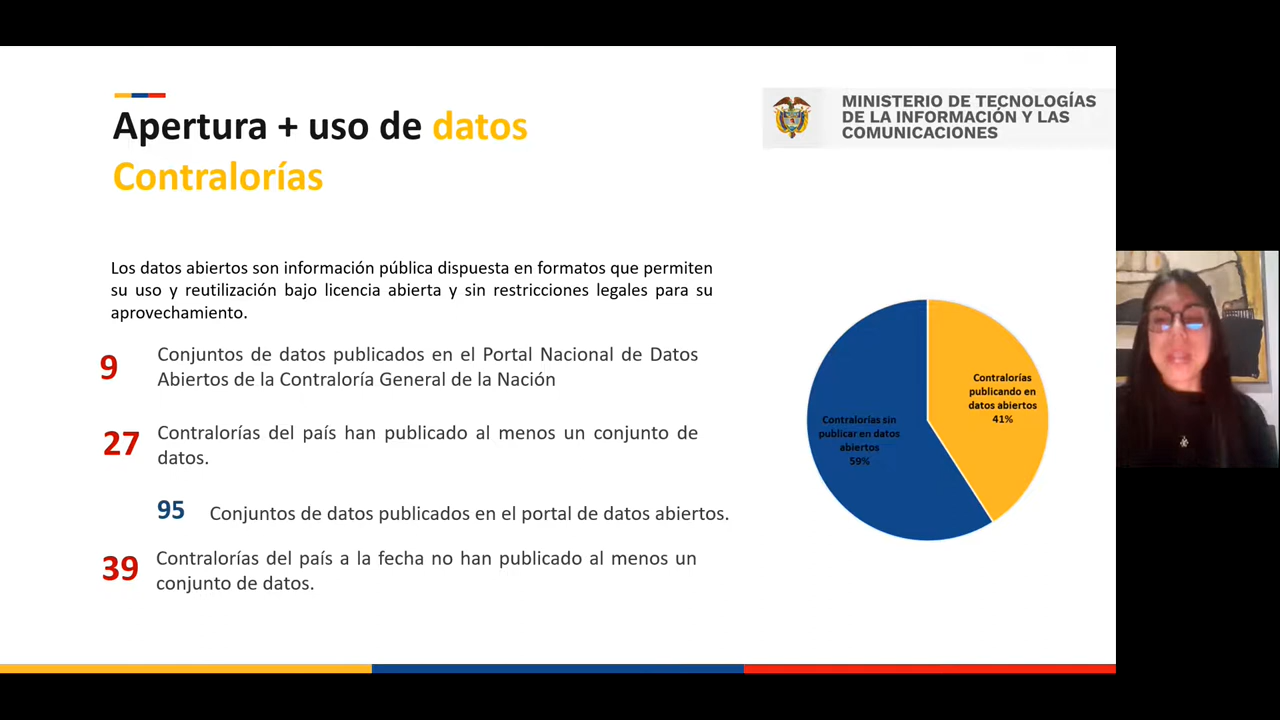 Apertura + uso de datos
Contralorías
MINISTERIO DE TECNOLOGÍAS
DE LA INFORMACIÓN Y LAS
COMUNICACIONES
Los datos abiertos son información pública dispuesta en formatos que permiten
su uso y reutilización bajo licencia abierta y sin restricciones legales para su
aprovechamiento.
9
Conjuntos de datos publicados en el Portal Nacional de Datos
Abiertos de la Contraloría General de la Nación
27
Contralorías del país han publicado al menos un conjunto de
datos.
95
Conjuntos de datos publicados en el portal de datos abiertos.
39
Contralorías del país a la fecha no han publicado al menos un
conjunto de datos.
Contralorías sin
publicar en datos
abiertos
59%
Contralorías
publicando en
datos abiertos
41%